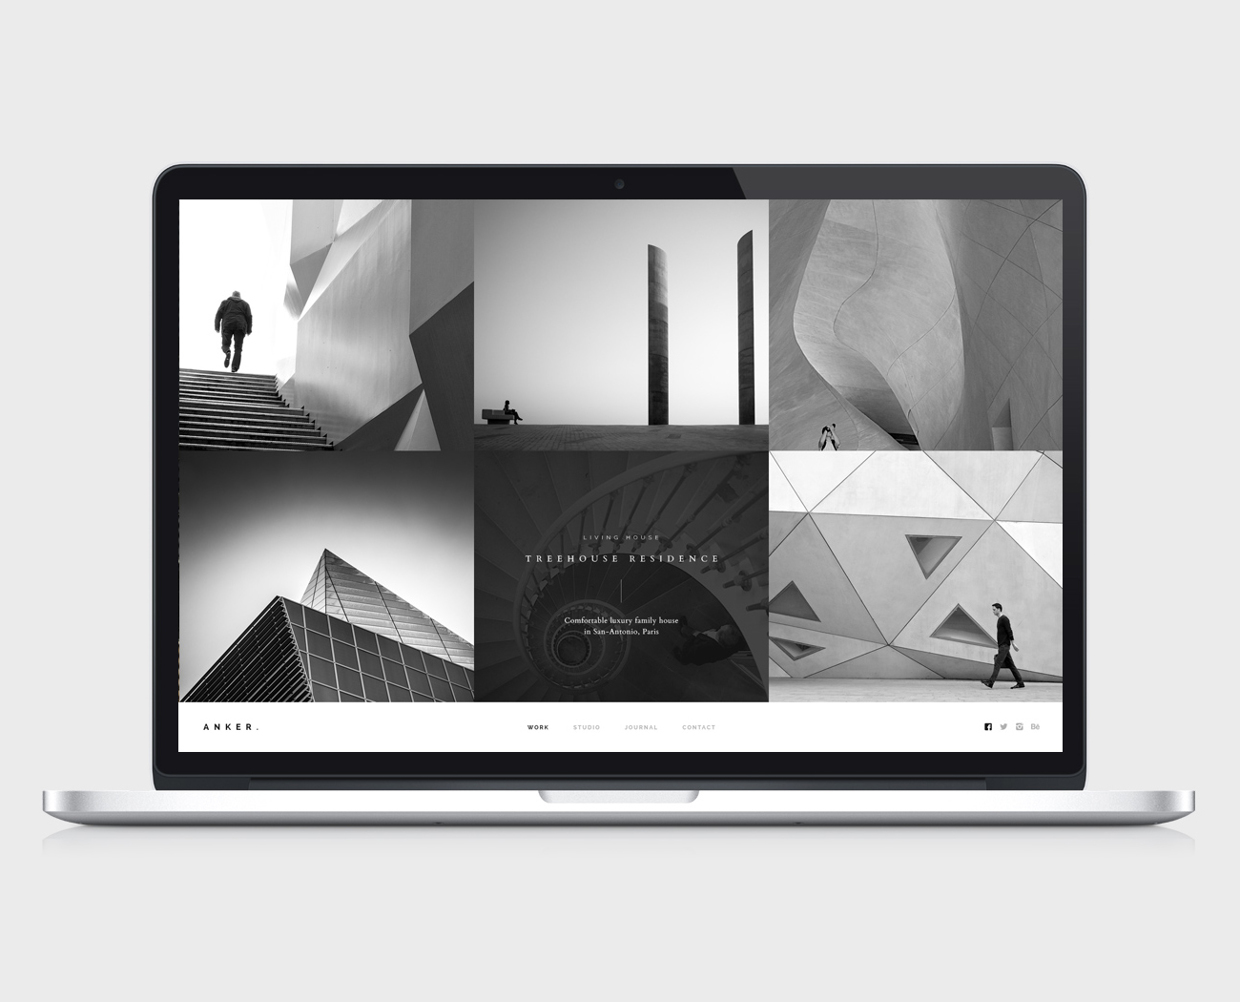 LIVING HOUSE
TREEHOUSE RESIDENCE
Comfortable luxury family house
in San-Antonio, Paris
ANKER.
WORK STUDIO JOURNAL CONTACT
Bē